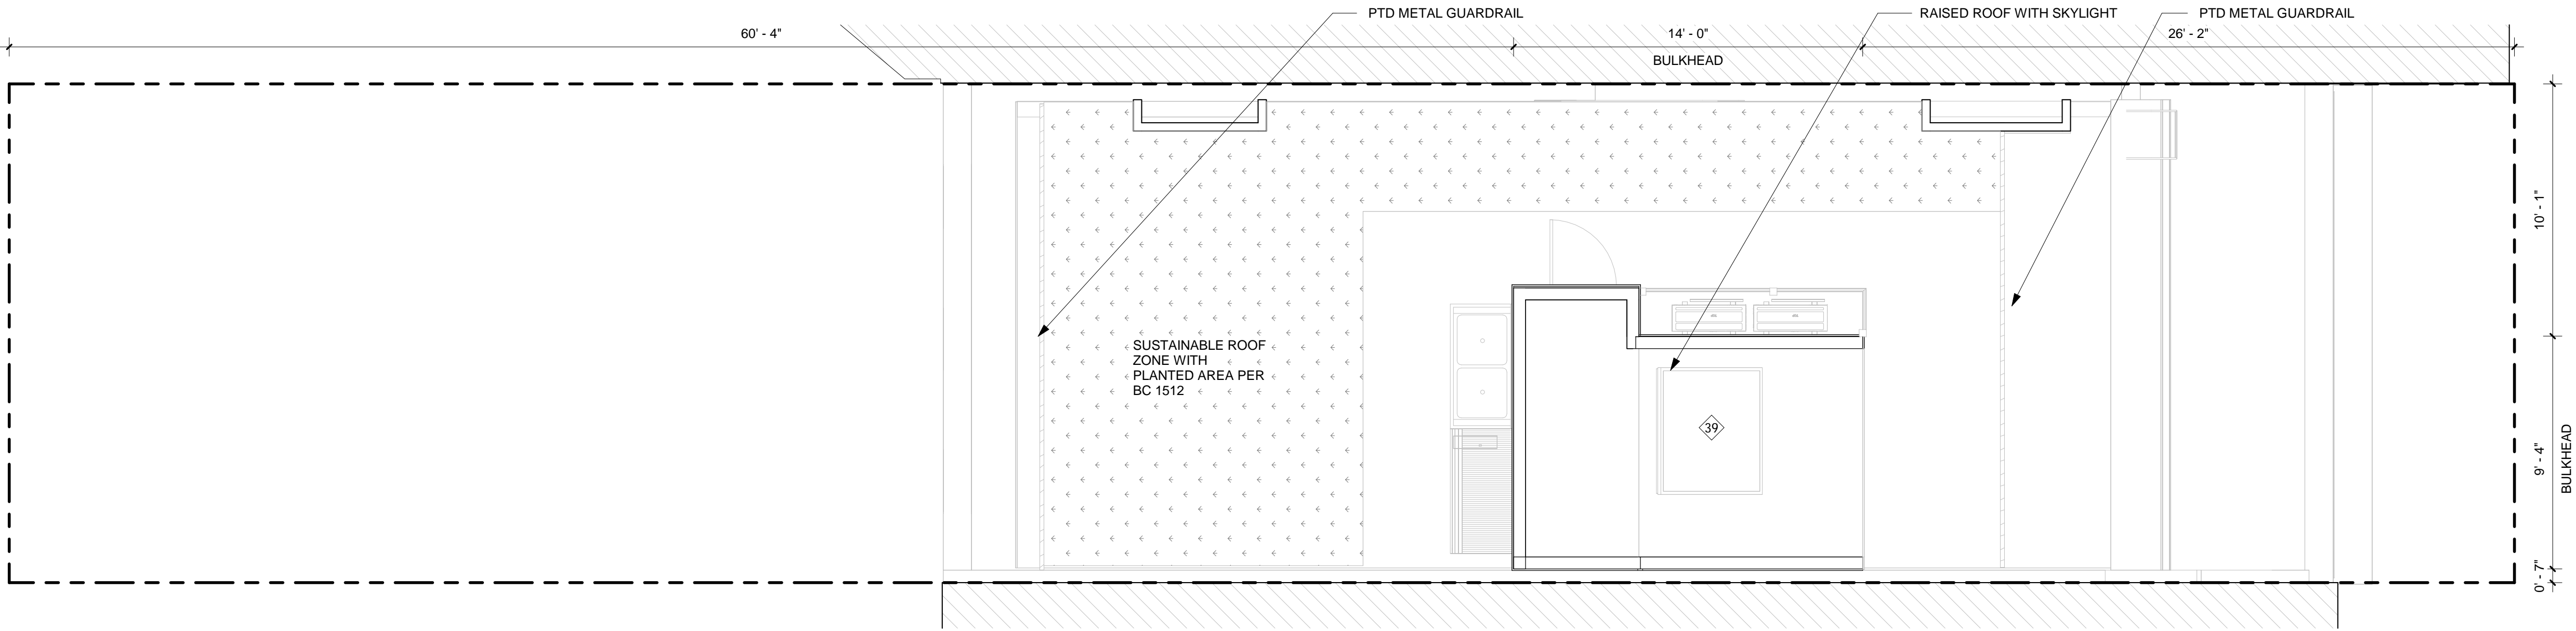 PTD METAL GUARDRAIL
RAISED ROOF WITH SKYLIGHT
PTD METAL GUARDRAIL
60' - 4"
14' - 0"
26' - 2"
BULKHEAD
10' - 1"
SUSTAINABLE ROOF
ZONE WITH
PLANTED AREA PER
BC 1512
39
9' - 4"
BULKHEAD
0' - 7"